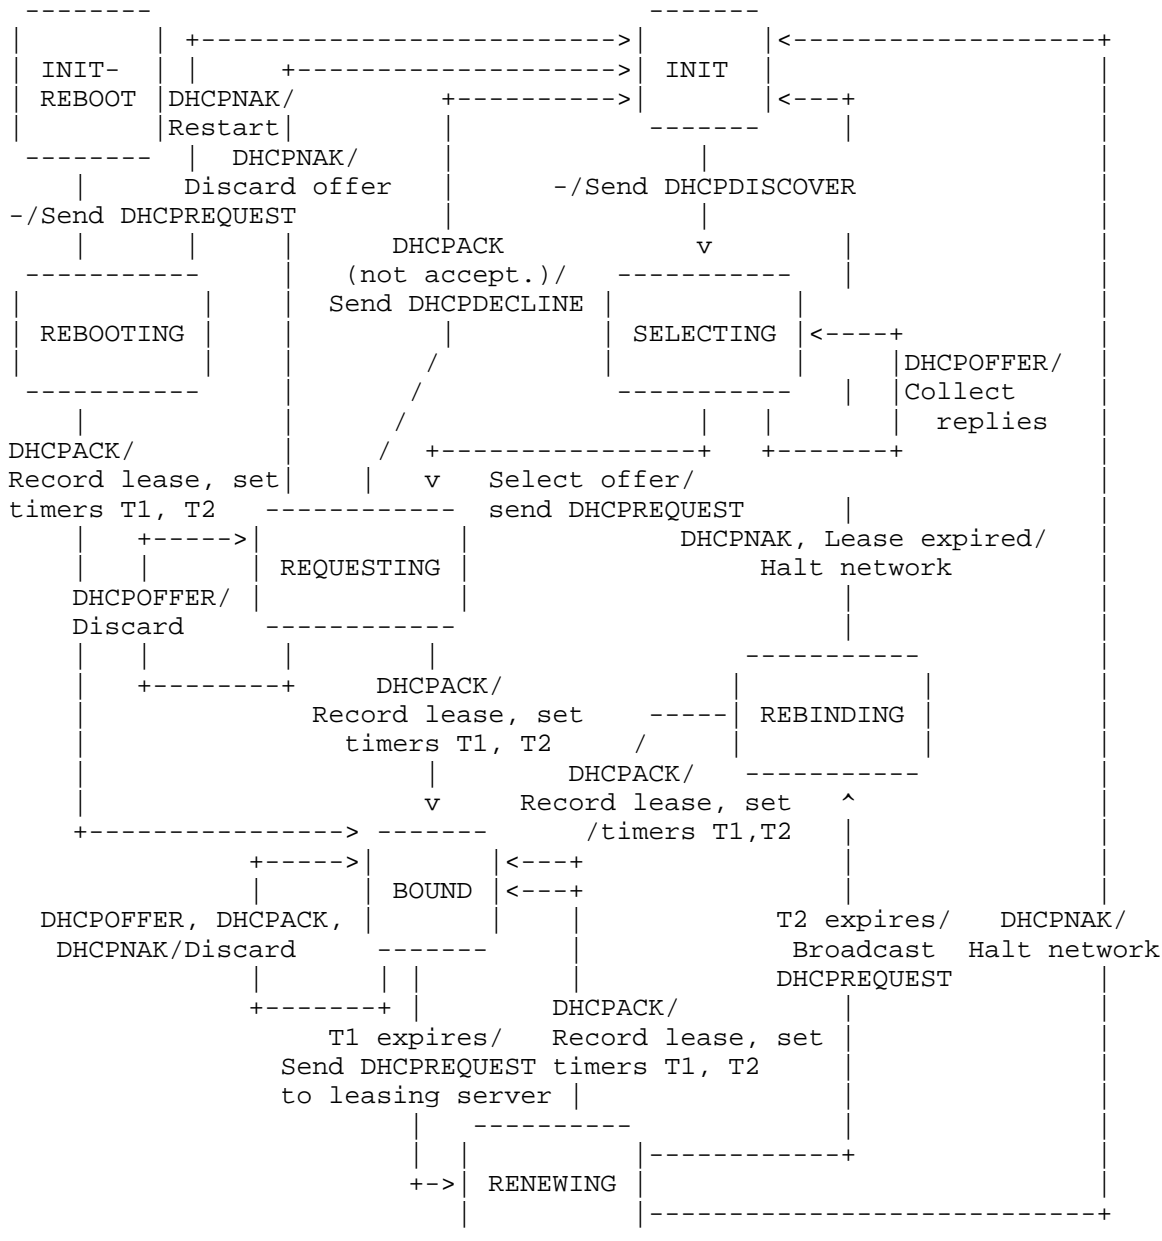 INIT- INIT
REBOOT DHCPNAK/
Restart
DHCPNAK/
Discard offer -/Send DHCPDISCOVER
-/Send DHCPREQUEST
DHCPACK v
(not accept.)/
Send DHCPDECLINE
REBOOTING SELECTING
DHCPOFFER/
Collect
replies
DHCPACK/
Record lease, set v Select offer/
timers T1, T2 send DHCPREQUEST
DHCPNAK, Lease expired/
REQUESTING Halt network
DHCPOFFER/
Discard
DHCPACK/
Record lease, set REBINDING
timers T1, T2
DHCPACK/
v Record lease, set ^
/timers T1,T2
BOUND
DHCPOFFER, DHCPACK, T2 expires/ DHCPNAK/
DHCPNAK/Discard Broadcast Halt network
DHCPREQUEST
DHCPACK/
T1 expires/ Record lease, set
Send DHCPREQUEST timers T1, T2
to leasing server
RENEWING